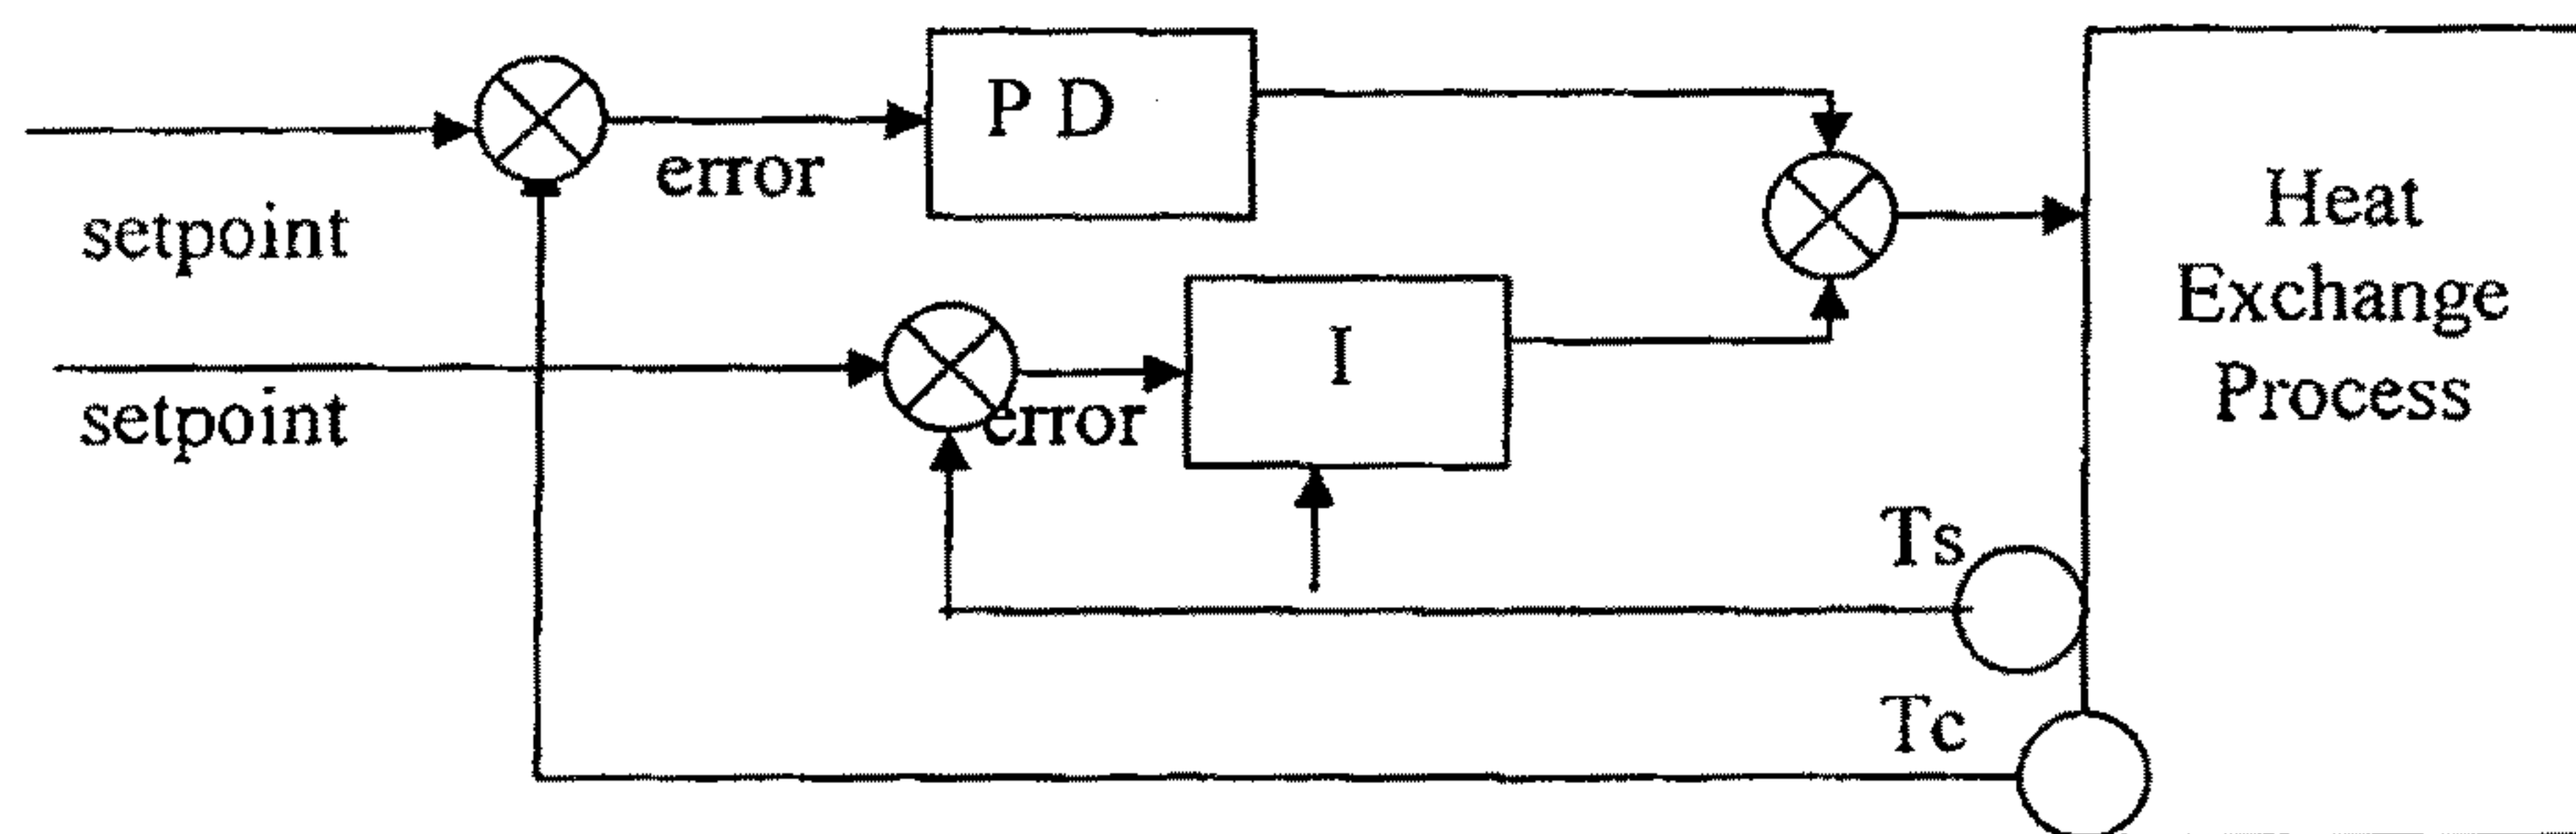 P D
error
setpoint
Heat
Exchange
Process
I
error
setpoint
Ts
Tc